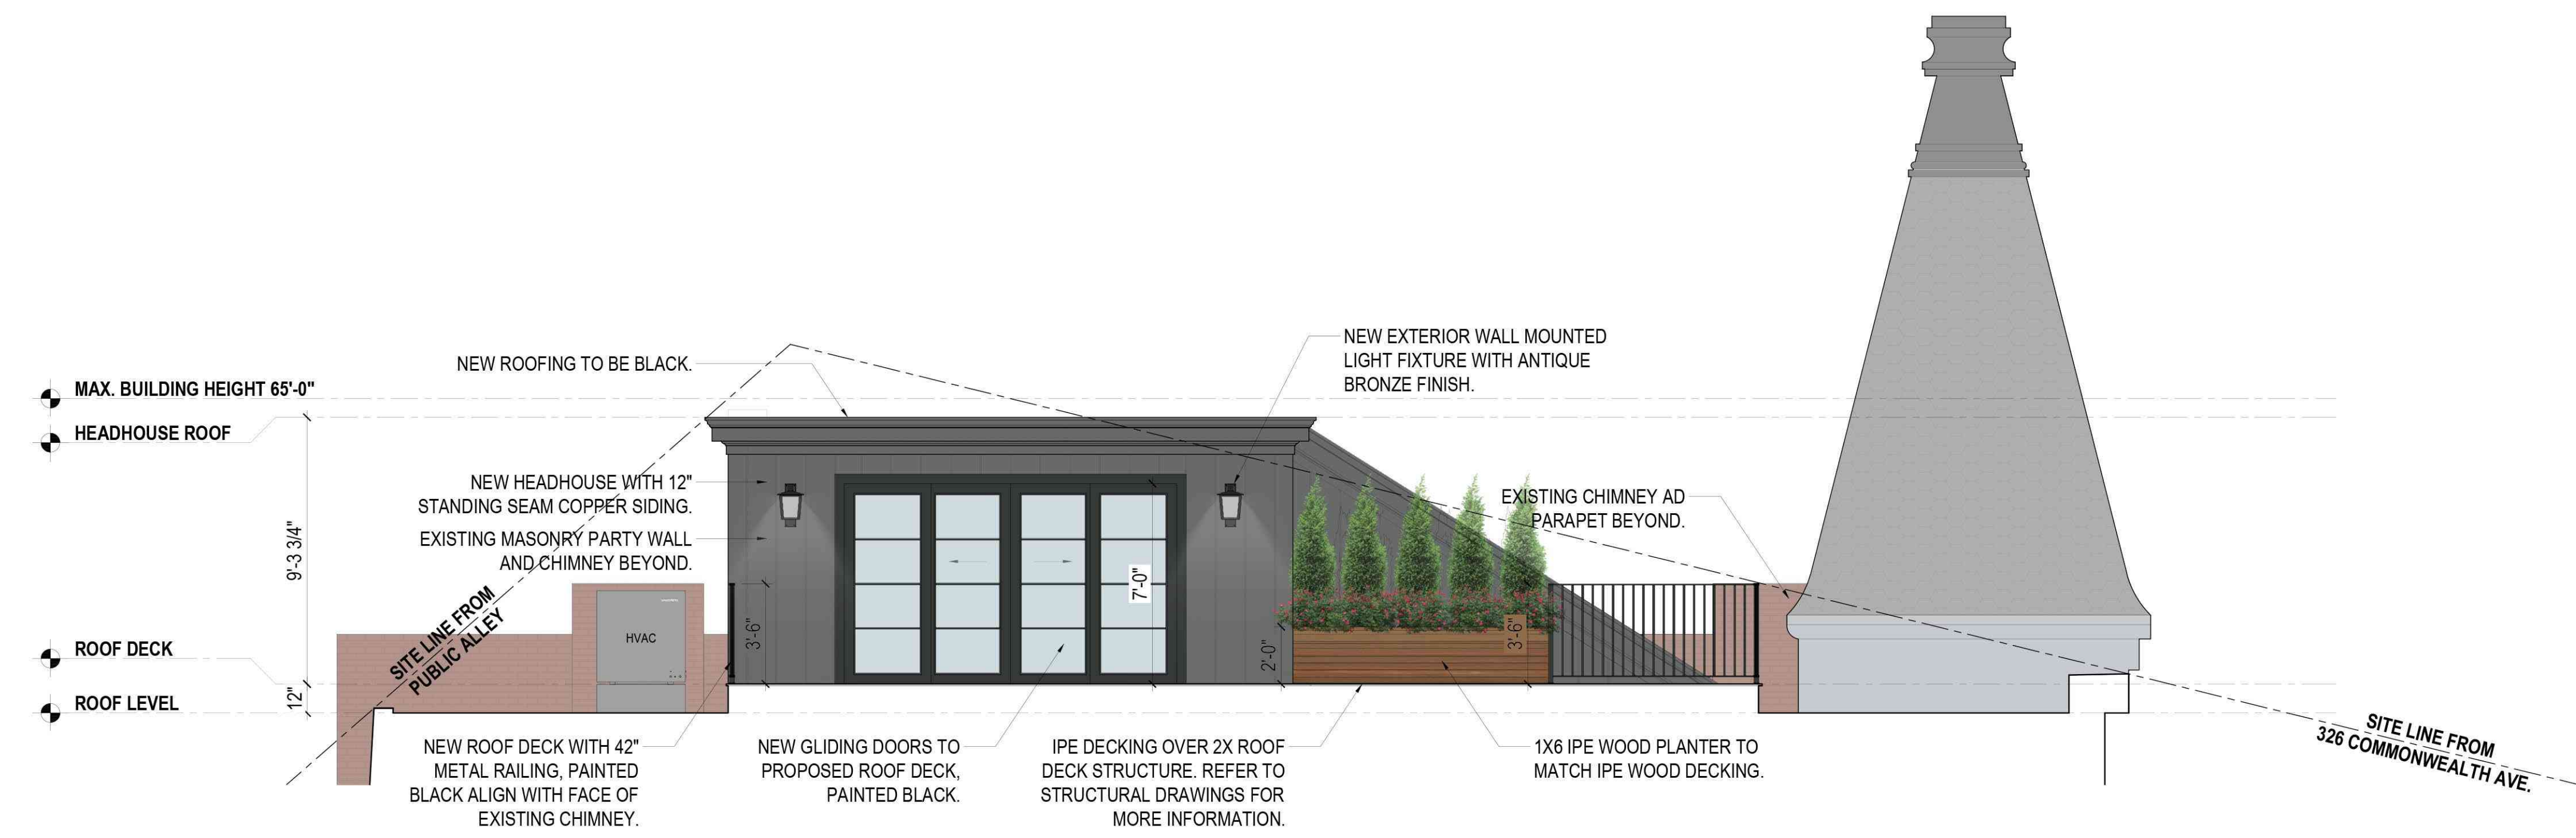 NEW EXTERIOR WALL MOUNTED
LIGHT FIXTURE WITH ANTIQUE
BRONZE FINISH.
NEW ROOFING TO BE BLACK.
MAX. BUILDING HEIGHT 65'-0"
HEADHOUSE ROOF
NEW HEADHOUSE WITH 12"
STANDING SEAM COPPER SIDING.
EXISTING MASONRY PARTY WALL
AND CHIMNEY BEYOND.
EXISTING CHIMNEY AD
PARAPET BEYOND.
9'-3 3/4"
7'-0"
SITE LINE FROM
PUBLIC ALLEY
HVAC
3'-6"
2'-0"
3'-6"
ROOF DECK
12"
ROOF LEVEL
NEW ROOF DECK WITH 42"
METAL RAILING, PAINTED
BLACK ALIGN WITH FACE OF
EXISTING CHIMNEY.
NEW GLIDING DOORS TO
PROPOSED ROOF DECK,
PAINTED BLACK.
IPE DECKING OVER 2X ROOF
DECK STRUCTURE. REFER TO
STRUCTURAL DRAWINGS FOR
MORE INFORMATION.
1X6 IPE WOOD PLANTER TO
MATCH IPE WOOD DECKING.
SITE LINE FROM
326 COMMONWEALTH AVE.